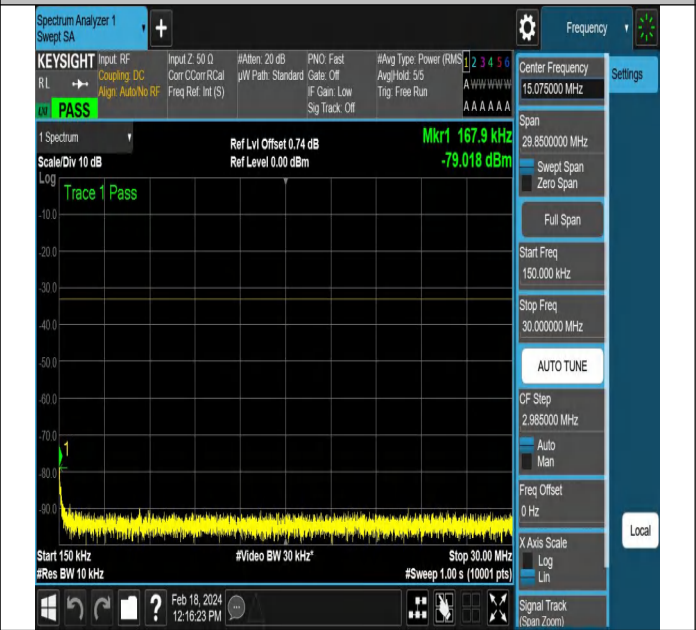 Spectrum Analyzer 1
Swept SA
+
Frequency
KEYSIGHT
RL
PASS
Input: RF
Coupling: DC
Align: Auto/No RF
Input Z: 50 Ω
Corr CCorr RCal
Freq Ref: Int (S)
#Atten: 20 dB
µW Path: Standard
PNO: Fast
Gate: Off
IF Gain: Low
Sig Track: Off
#Avg Type: Power (RMS
Avg|Hold: 5/5
Trig: Free Run
1 2 3 4 5 6
A W W W W W
A A A A A A
1 Spectrum
Scale/Div 10 dB
Ref Lvl Offset 0.74 dB
Ref Level 0.00 dBm
Mkr1 167.9 kHz
-79.018 dBm
Log
Trace 1 Pass
-10.0
-20.0
-30.0
-40.0
-50.0
-60.0
-70.0
1
-80.0
-90.0
Start 150 kHz
#Res BW 10 kHz
#Video BW 30 kHz*
Stop 30.00 MHz
#Sweep 1.00 s (10001 pts)
Feb 18, 2024
12:16:23 PM
Center Frequency
15.075000 MHz
Settings
Span
29.8500000 MHz
Swept Span
Zero Span
Full Span
Start Freq
150.000 kHz
Stop Freq
30.000000 MHz
AUTO TUNE
CF Step
2.985000 MHz
Auto
Man
Freq Offset
0 Hz
Local
X Axis Scale
Log
Lin
Signal Track
(Span Zoom)